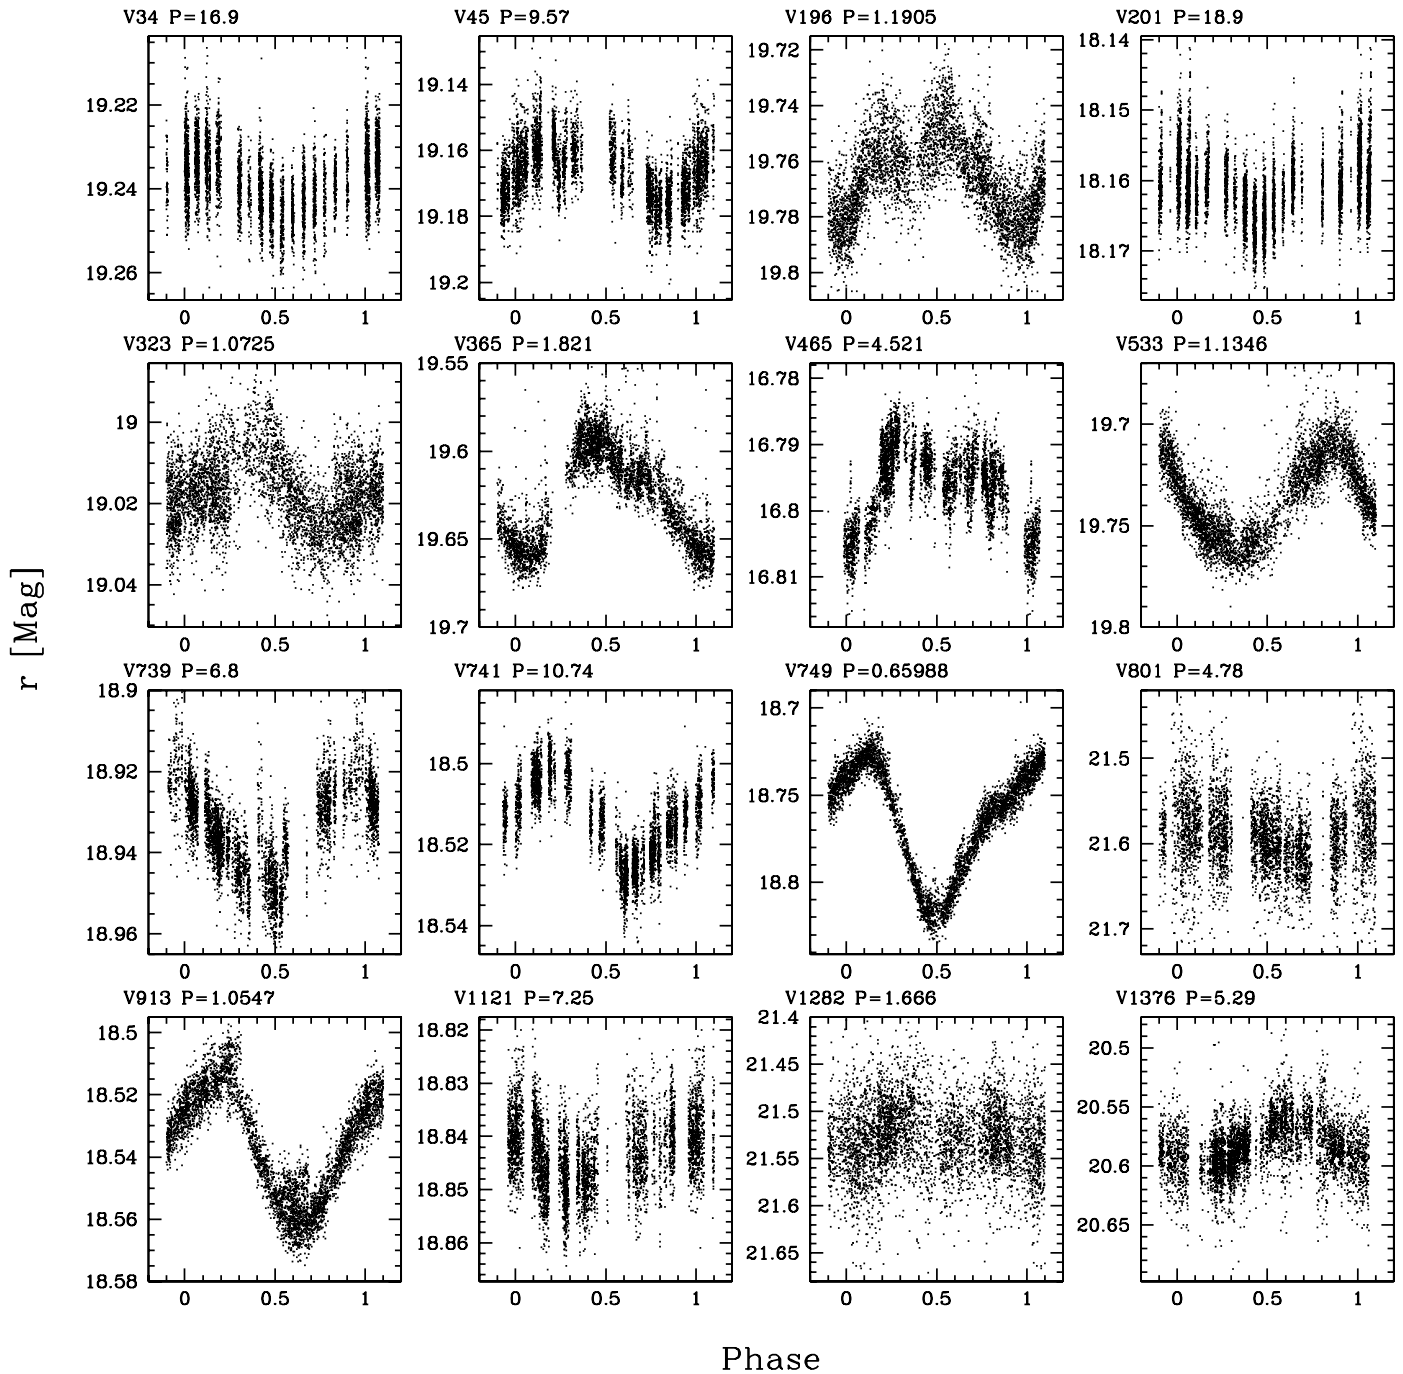 V34 P=16.9 V45 P=9.57 V196 P=1.1905 V201 P=18.9
19.22 19.24 19.26 0 0.5 1
19.14 19.16 19.18 19.2 0 0.5 1
19.72 19.74 19.76 19.78 19.8 0 0.5 1
18.14 18.15 18.16 18.17 0 0.5 1
V323 P=1.0725 V365 P=1.821 V465 P=4.521 V533 P=1.1346
19 19.02 19.04 0 0.5 1
19.55 19.6 19.65 19.7 0 0.5 1
16.78 16.79 16.8 16.81 0 0.5 1
19.7 19.75 19.8 0 0.5 1
r [Mag]
V739 P=6.8 V741 P=10.74 V749 P=0.65988 V801 P=4.78
18.9 18.92 18.94 18.96 0 0.5 1
18.5 18.52 18.54 0 0.5 1
18.7 18.75 18.8 0 0.5 1
21.5 21.6 21.7 0 0.5 1
V913 P=1.0547 V1121 P=7.25 V1282 P=1.666 V1376 P=5.29
18.5 18.52 18.54 18.56 18.58 0 0.5 1
18.82 18.83 18.84 18.85 18.86 0 0.5 1
21.4 21.45 21.5 21.55 21.6 21.65 0 0.5 1
20.5 20.55 20.6 20.65 0 0.5 1
Phase